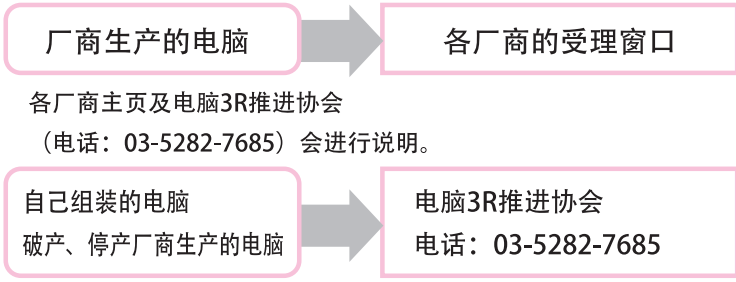 厂商生产的电脑
各厂商的受理窗口
各厂商主页及电脑3R推进协会
（电话：03-5282-7685）会进行说明。
自己组装的电脑
破产、停产厂商生产的电脑
电脑3R推进协会
电话：03-5282-7685